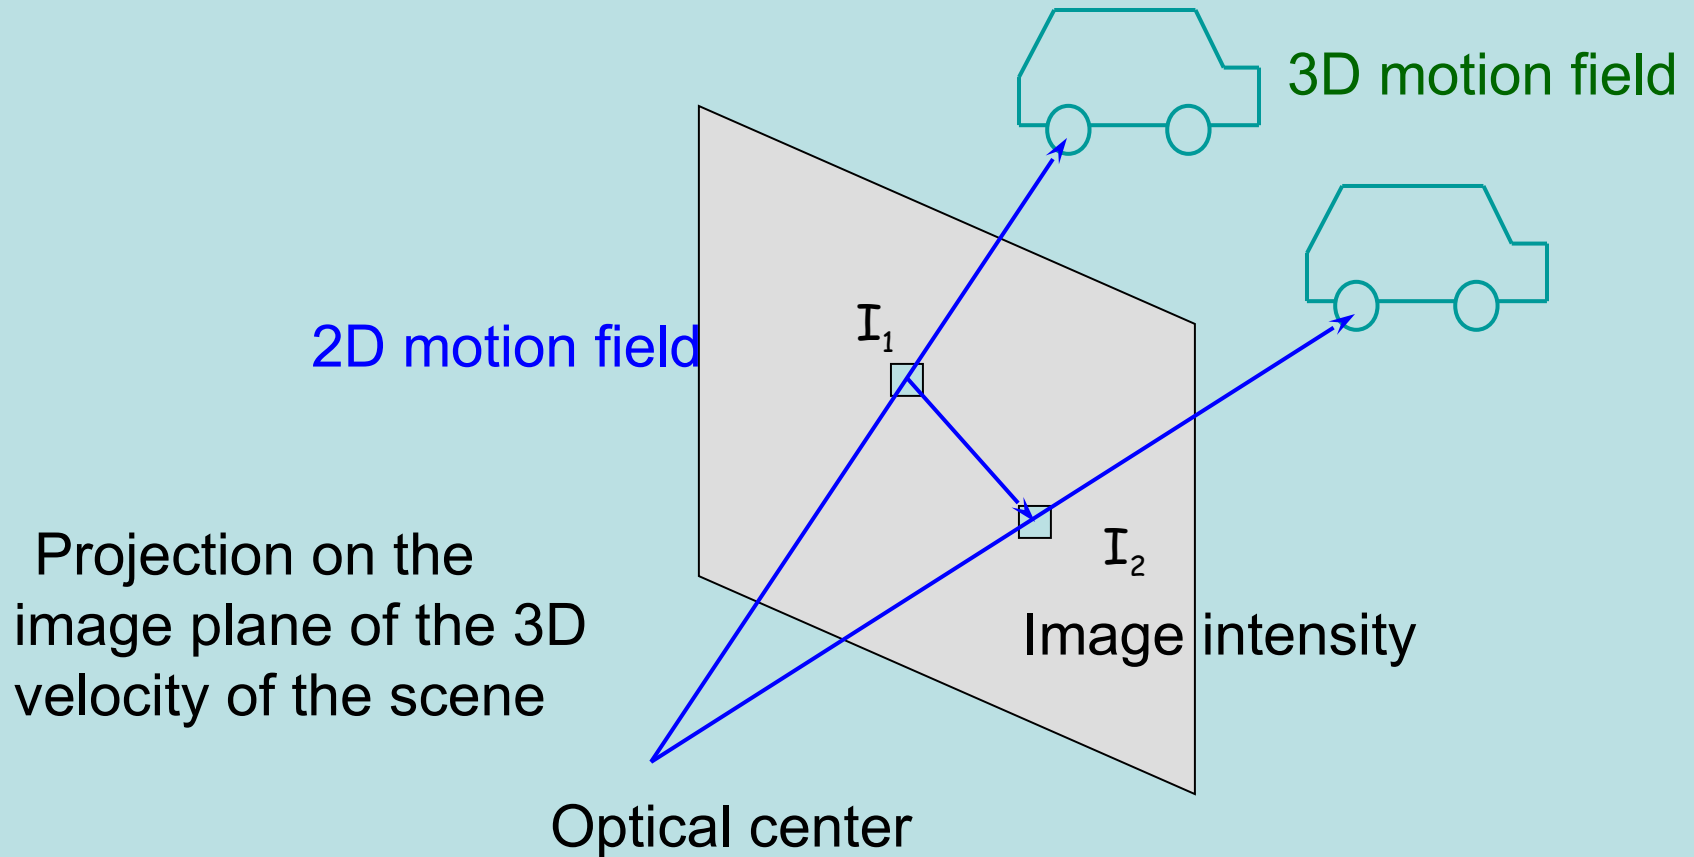 3D motion field
2D motion field
I₁
I₂
Projection on the
image plane of the 3D
velocity of the scene
Image intensity
Optical center